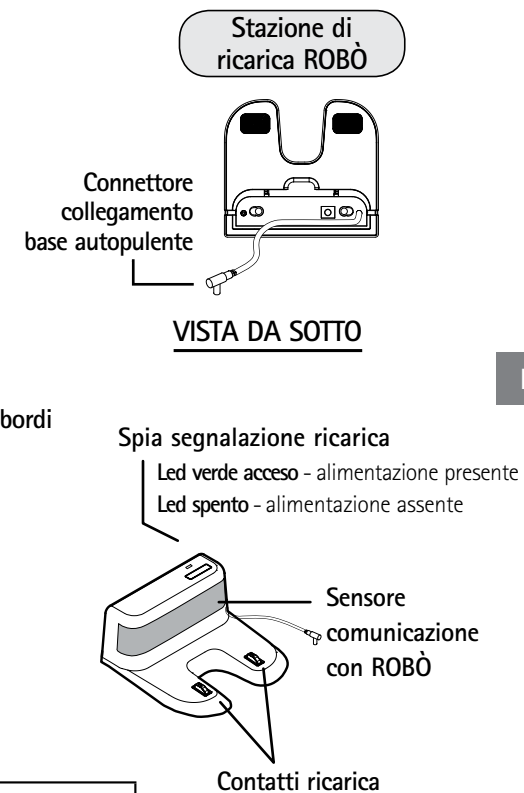 Stazione di
ricarica ROBÒ
Connettore
collegamento
base autopulente
VISTA DA SOTTO
bordi
Spia segnalazione ricarica
Led verde acceso - alimentazione presente
Led spento - alimentazione assente
Sensore
comunicazione
con ROBÒ
Contatti ricarica